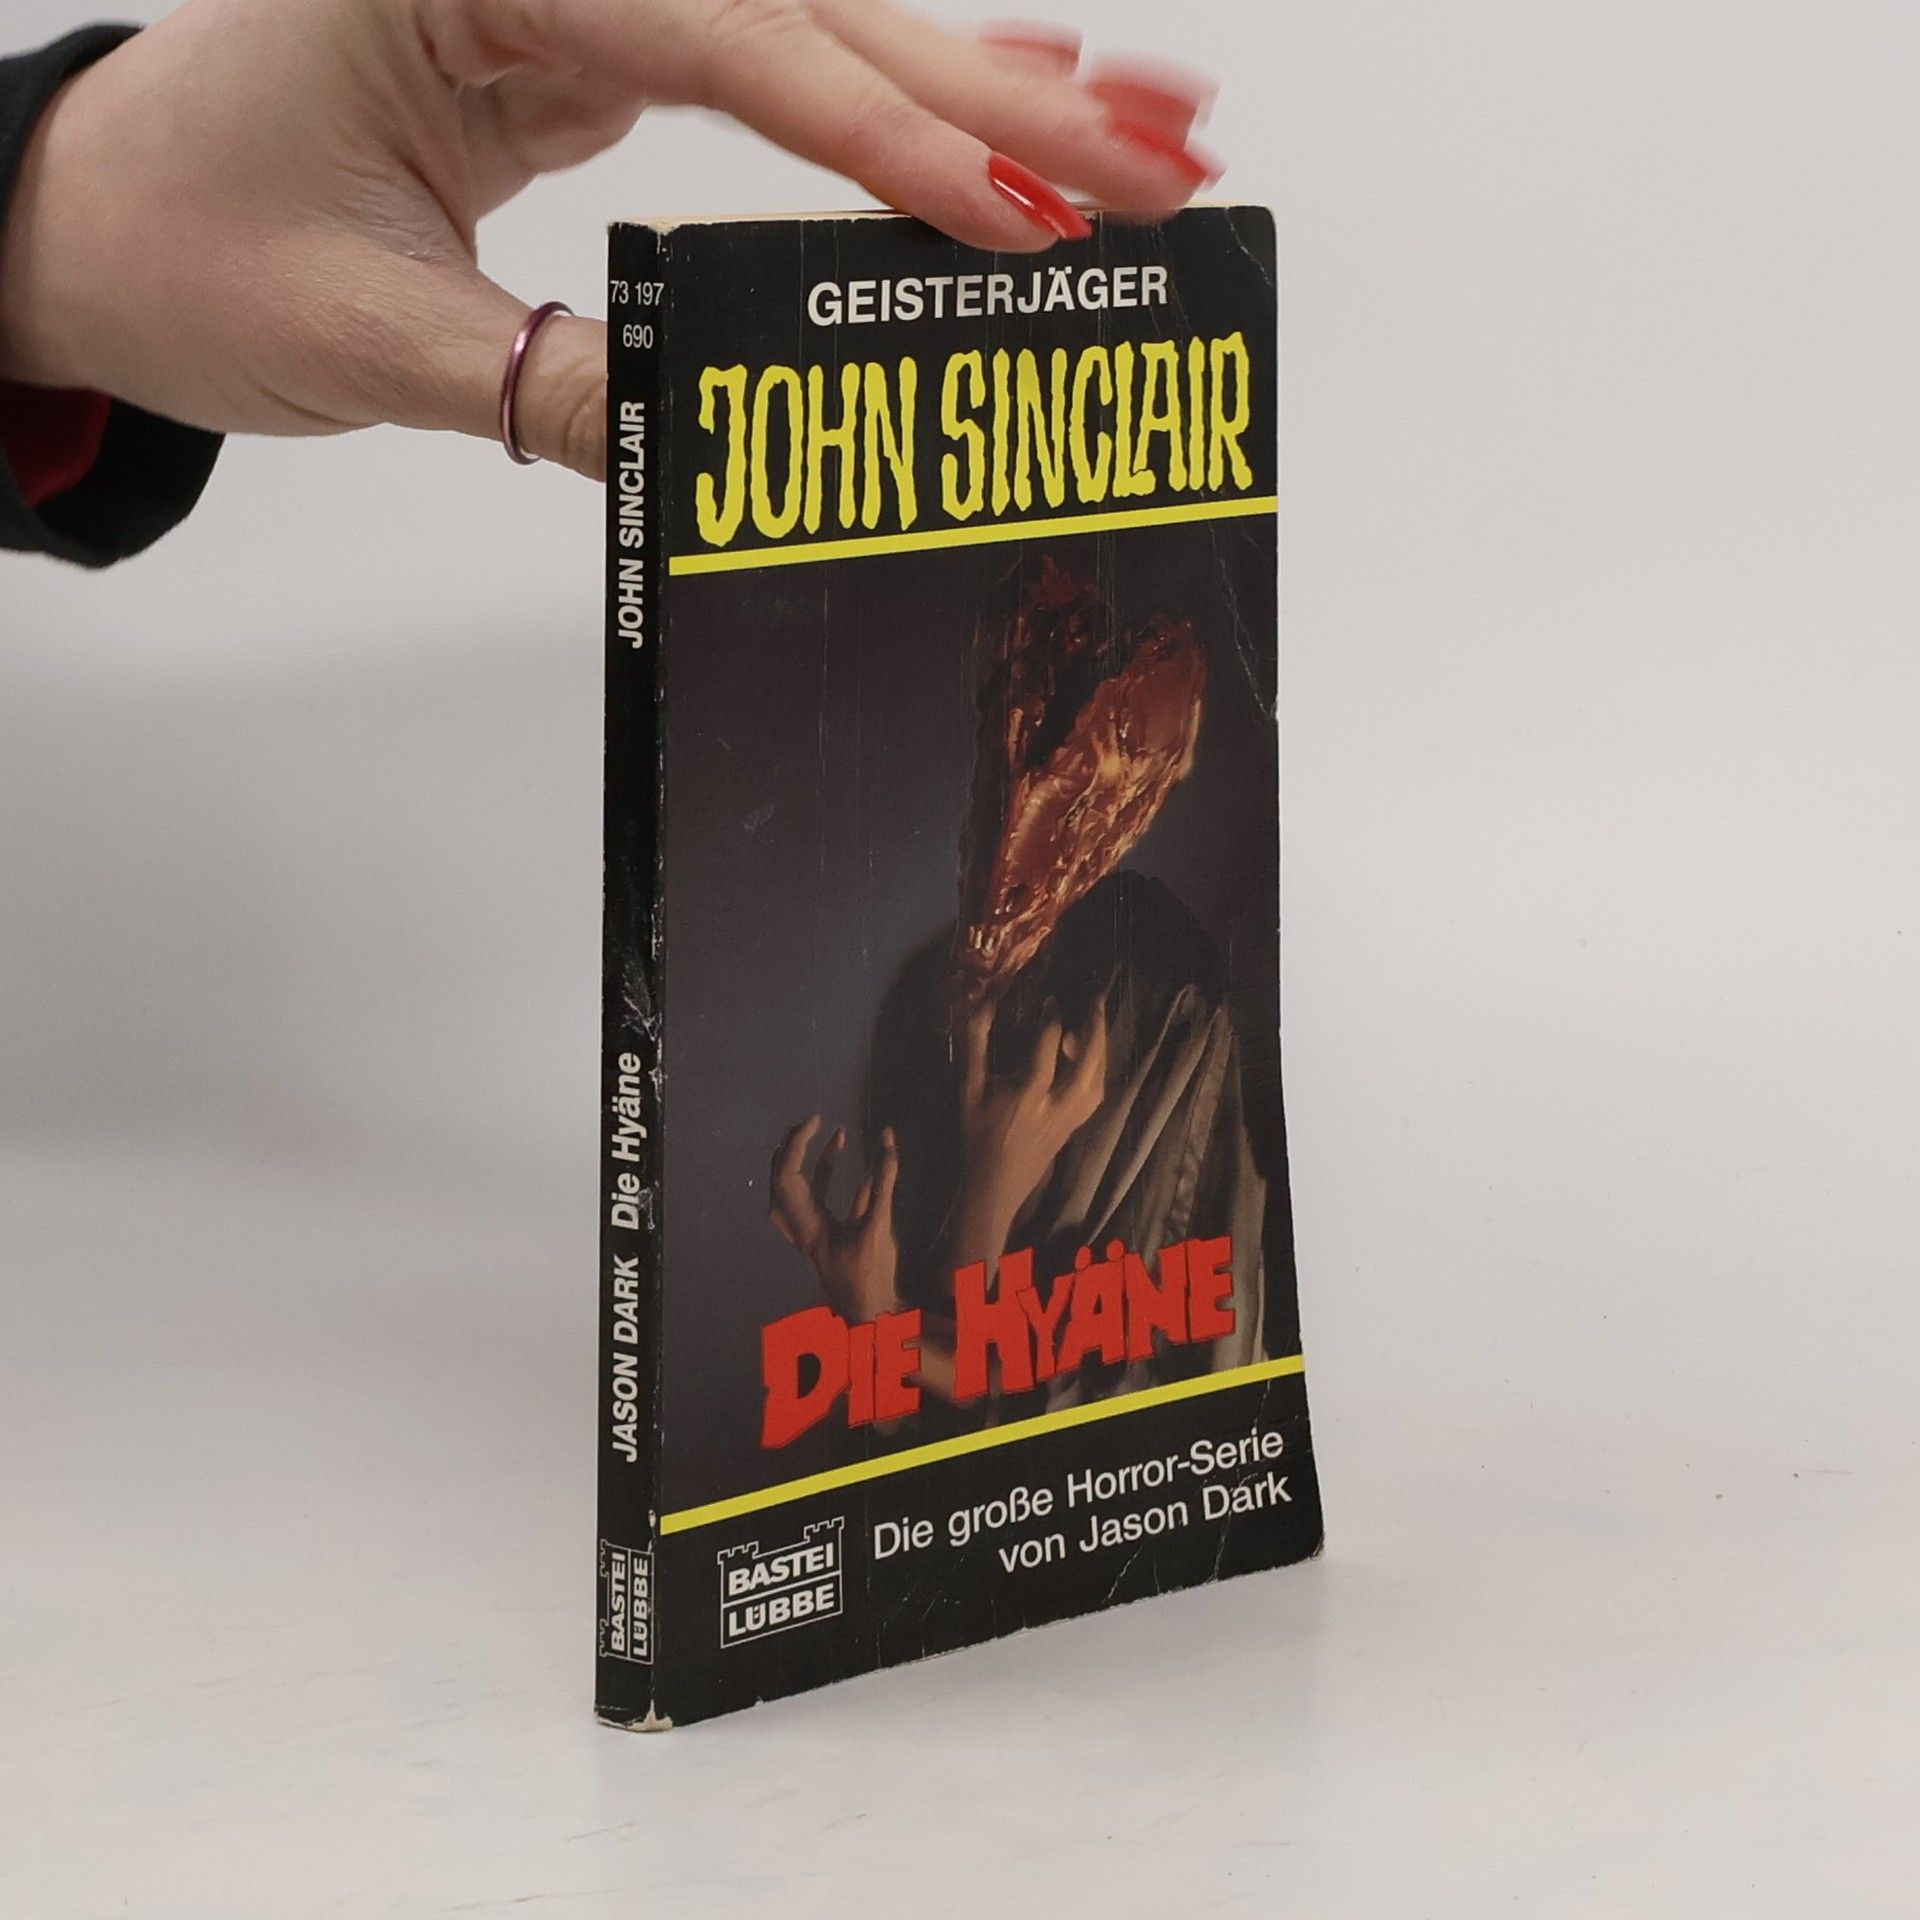 73 197
690
JOHN SINCLAIR
JASON DARK Die Hyäne
BASTEI
LÜBBE
GEISTERJÄGER
JOHN SINCLAIR
DIE HYÄNE
Die große Horror-Serie
von Jason Dark
BASTEI
LÜBBE